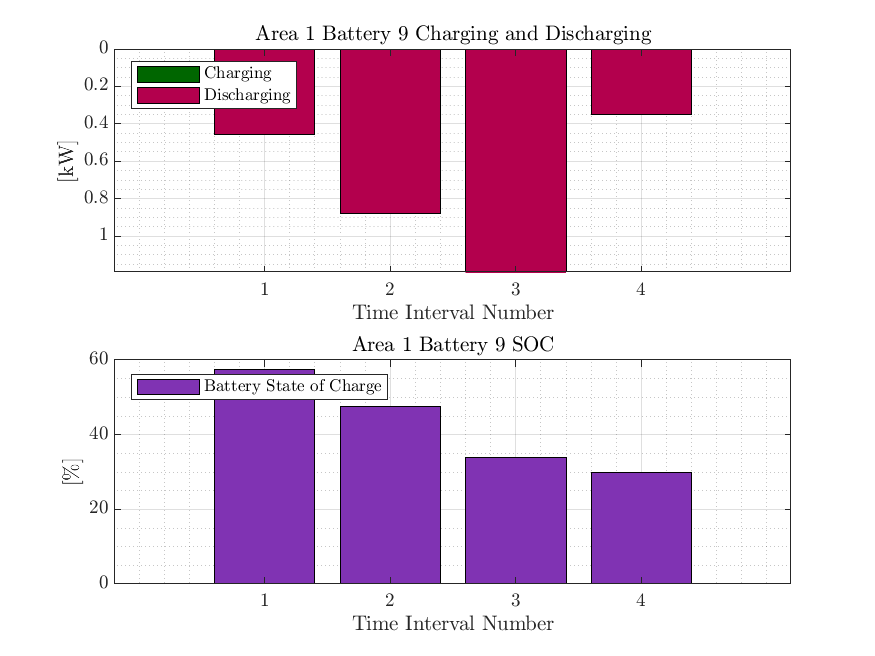 Area 1 Battery 9 Charging and Discharging
0
0.2
0.4
0.6
0.8
1
[kW]
Charging
Discharging
1 2 3 4
Time Interval Number
Area 1 Battery 9 SOC
60
40
20
0
[%]
Battery State of Charge
1 2 3 4
Time Interval Number